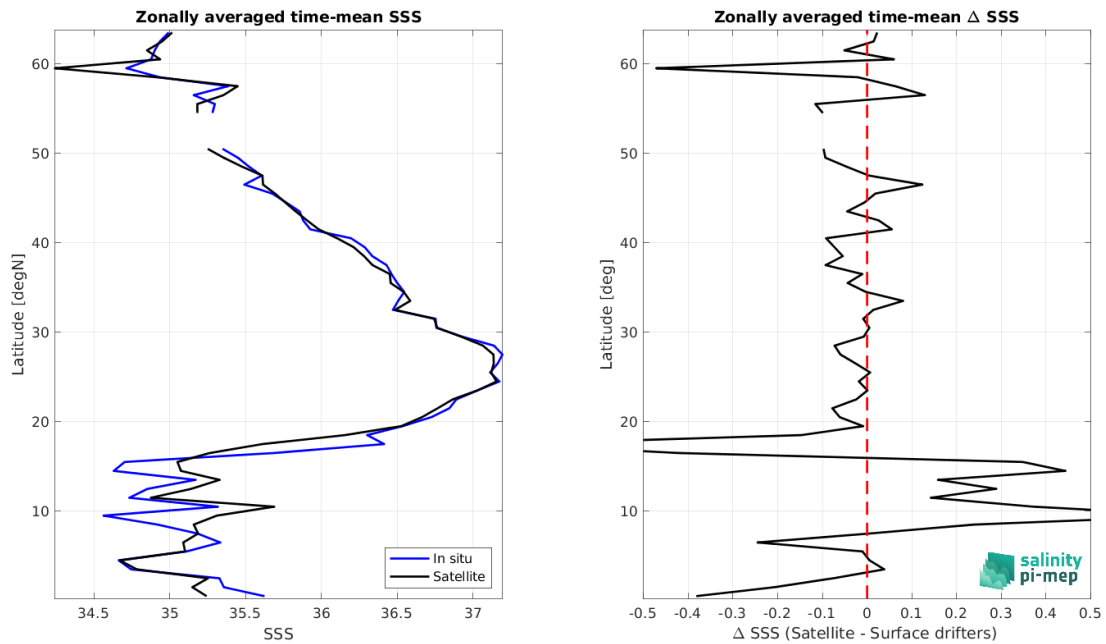 Zonally averaged time-mean SSS
60
50
40
30
20
10
Latitude [degN]
34.5 35 35.5 36 36.5 37
SSS
In situ
Satellite
Zonally averaged time-mean Δ SSS
60
50
40
30
20
10
Latitude [deg]
-0.5 -0.4 -0.3 -0.2 -0.1 0 0.1 0.2 0.3 0.4 0.5
Δ SSS (Satellite - Surface drifters)
salinity
pi-mep